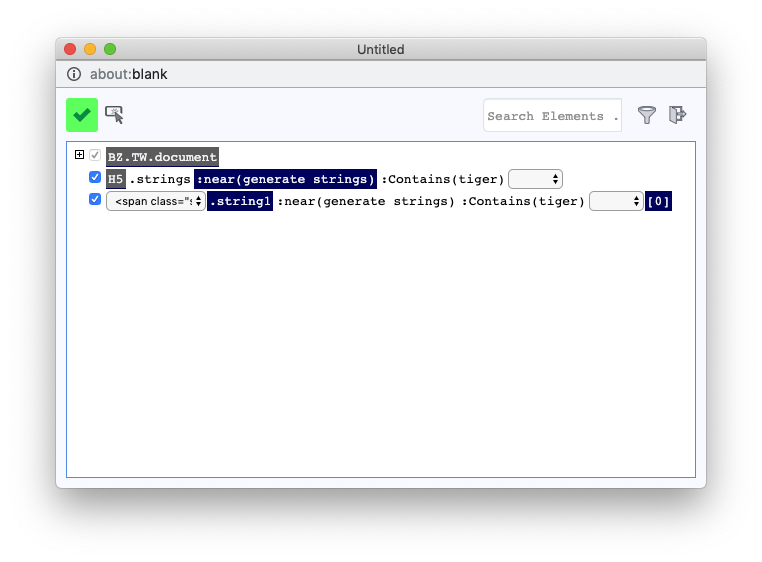 Untitled
about:blank
Search Elements .
BZ.TW.document
H5 .strings :near(generate strings) :Contains(tiger)
<span class="s .string1 :near(generate strings) :Contains(tiger) [0]